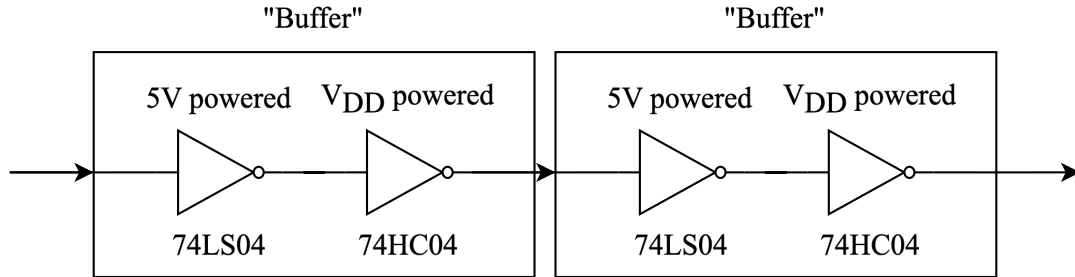 "Buffer" "Buffer"
5V powered VDD powered 5V powered VDD powered
74LS04 74HC04 74LS04 74HC04